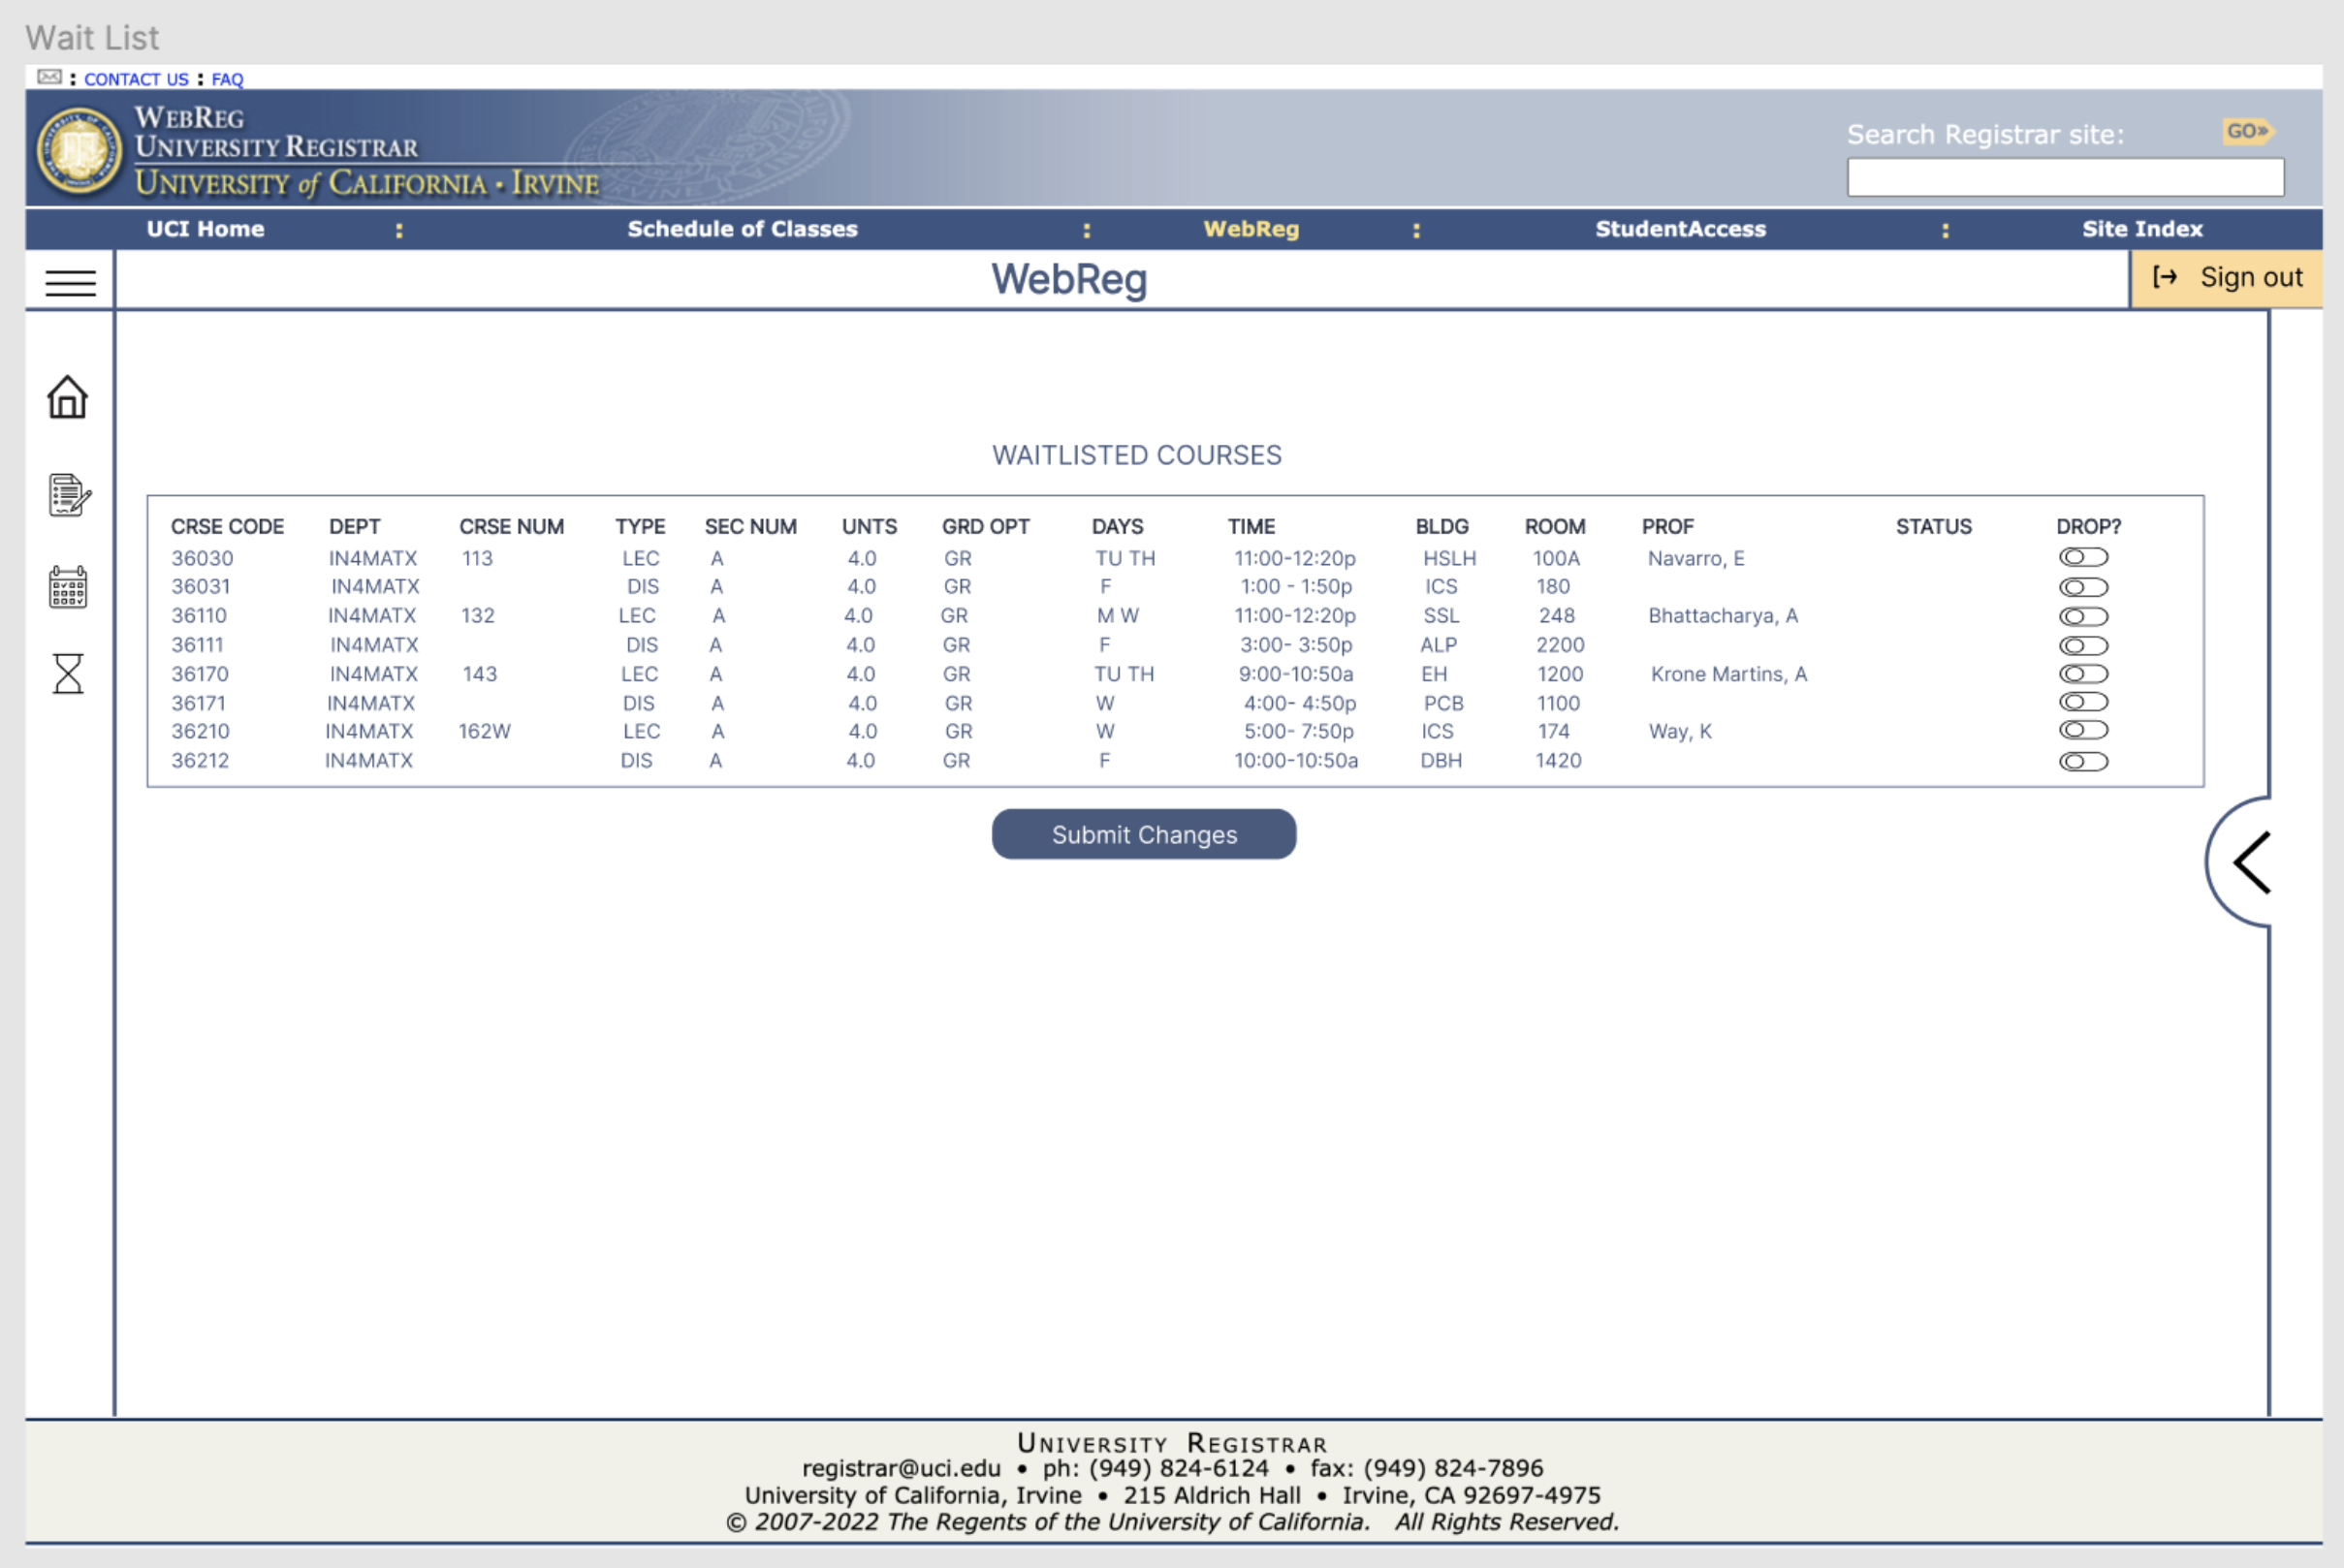 Wait List
: CONTACT US : FAQ
WEBREG
UNIVERSITY REGISTRAR
UNIVERSITY of CALIFORNIA • IRVINE
Search Registrar site: GO»
UCI Home : Schedule of Classes : WebReg : StudentAccess : Site Index
WebReg
Sign out
WAITLISTED COURSES
CRSE CODE DEPT CRSE NUM TYPE SEC NUM UNTS GRD OPT DAYS TIME BLDG ROOM PROF STATUS DROP?
36030 IN4MATX 113 LEC A 4.0 GR TU TH 11:00-12:20p HSLH 100A Navarro, E
36031 IN4MATX DIS A 4.0 GR F 1:00 - 1:50p ICS 180
36110 IN4MATX 132 LEC A 4.0 GR M W 11:00-12:20p SSL 248 Bhattacharya, A
36111 IN4MATX DIS A 4.0 GR F 3:00- 3:50p ALP 2200
36170 IN4MATX 143 LEC A 4.0 GR TU TH 9:00-10:50a EH 1200 Krone Martins, A
36171 IN4MATX DIS A 4.0 GR W 4:00- 4:50p PCB 1100
36210 IN4MATX 162W LEC A 4.0 GR W 5:00- 7:50p ICS 174 Way, K
36212 IN4MATX DIS A 4.0 GR F 10:00-10:50a DBH 1420
Submit Changes
UNIVERSITY REGISTRAR
registrar@uci.edu • ph: (949) 824-6124 • fax: (949) 824-7896
University of California, Irvine • 215 Aldrich Hall • Irvine, CA 92697-4975
© 2007-2022 The Regents of the University of California. All Rights Reserved.